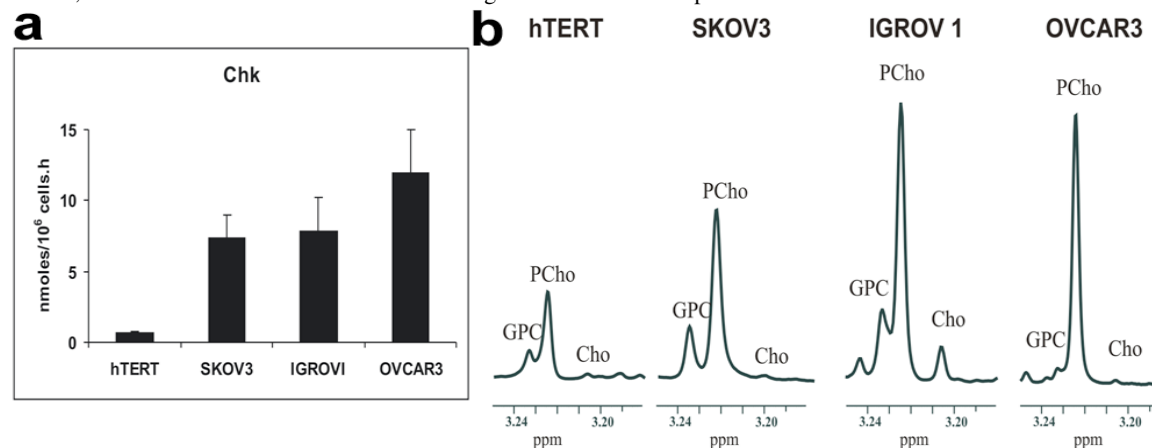 a
Chk
15
10
5
0
nmoles/10⁶ cells.h
hTERT SKOV3 IGROVI OVCAR3
b
hTERT SKOV3 IGROV 1 OVCAR3
PCho
GPC
Cho
3.24 3.20
ppm
PCho
GPC
Cho
3.24 3.20
ppm
PCho
GPC
Cho
3.24 3.20
ppm
PCho
GPC
Cho
3.24 3.20
ppm